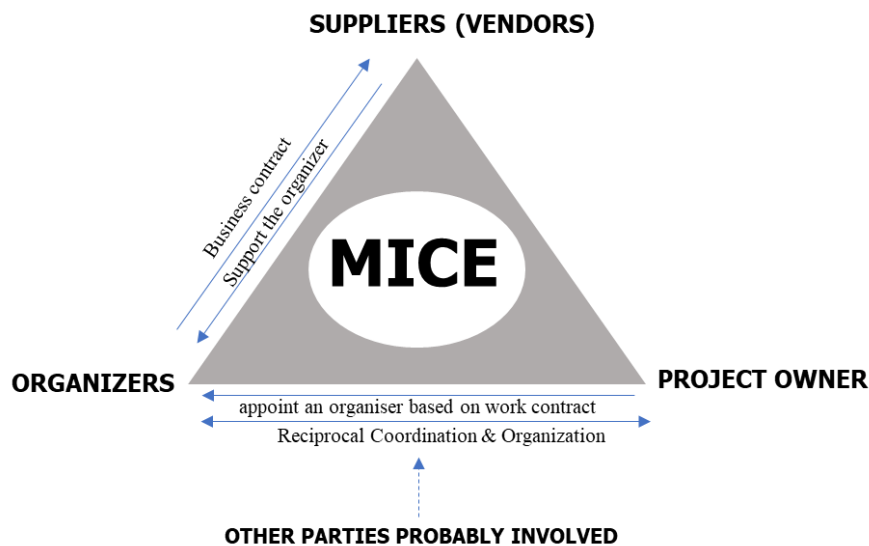 SUPPLIERS (VENDORS)
Business contract
Support the organizer
MICE
ORGANIZERS
PROJECT OWNER
appoint an organiser based on work contract
Reciprocal Coordination & Organization
OTHER PARTIES PROBABLY INVOLVED